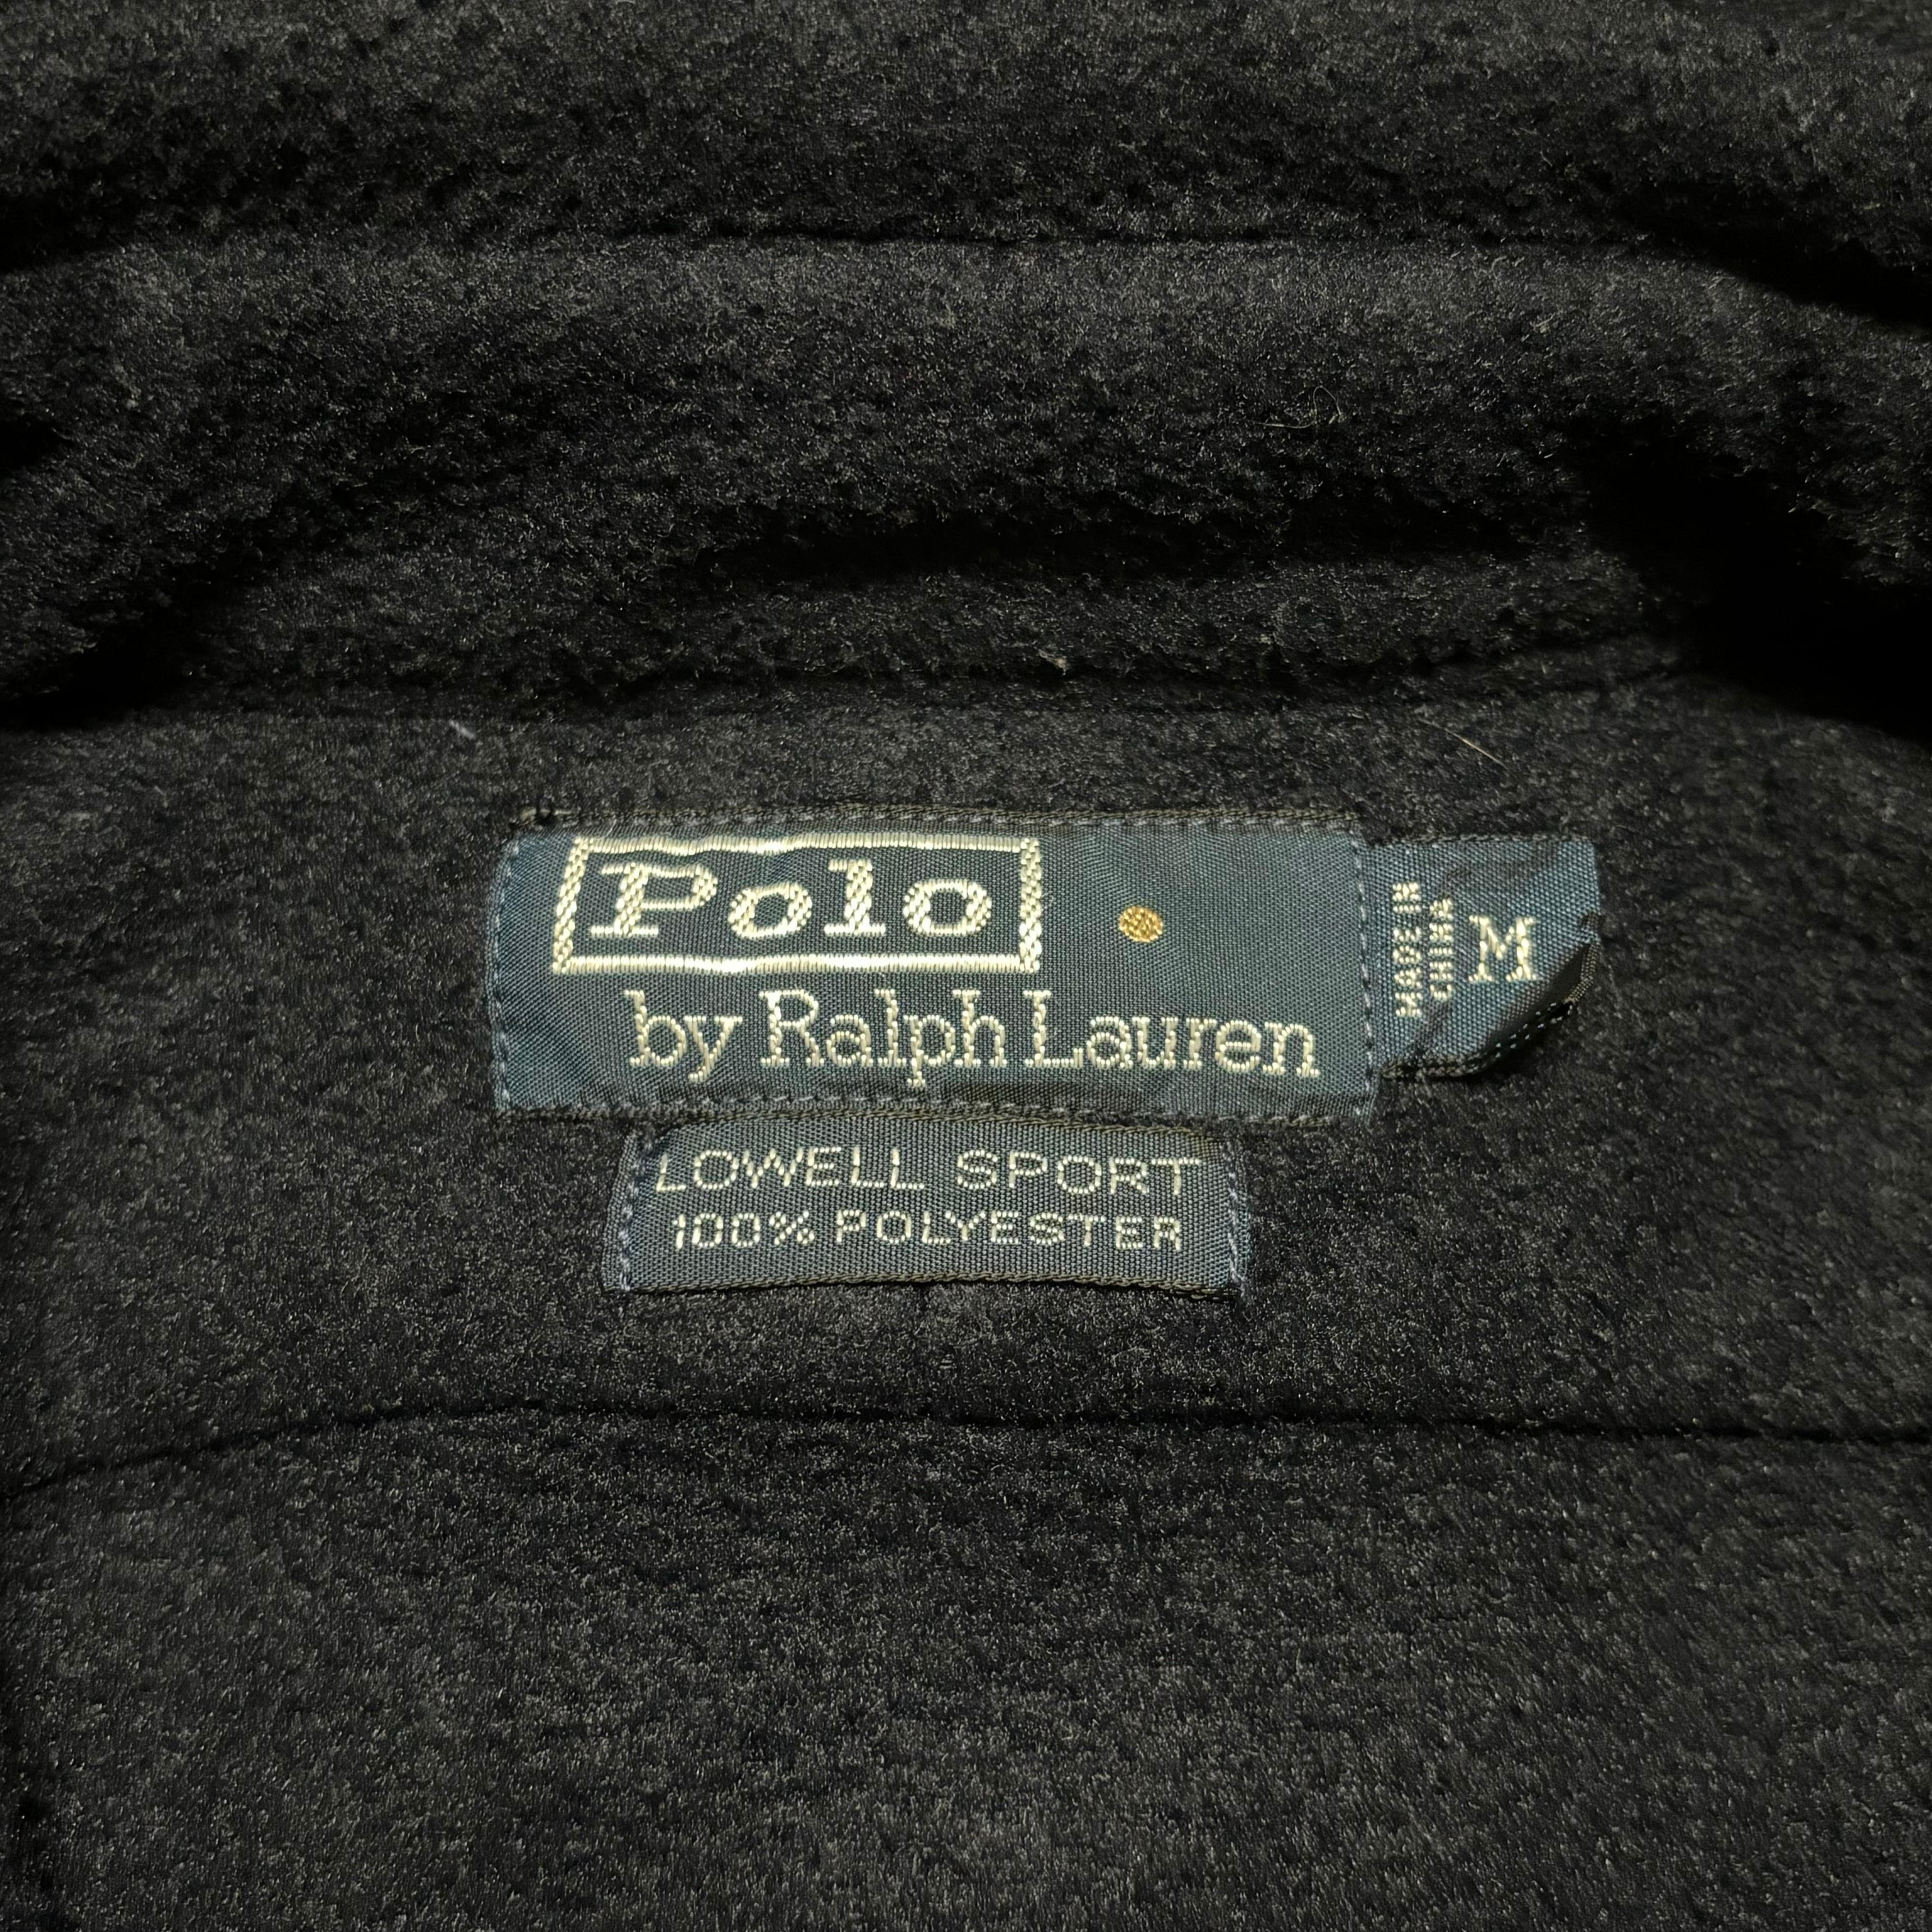 Polo
by Ralph Lauren
MADE IN
CHINA
M
LOWELL SPORT
100% POLYESTER